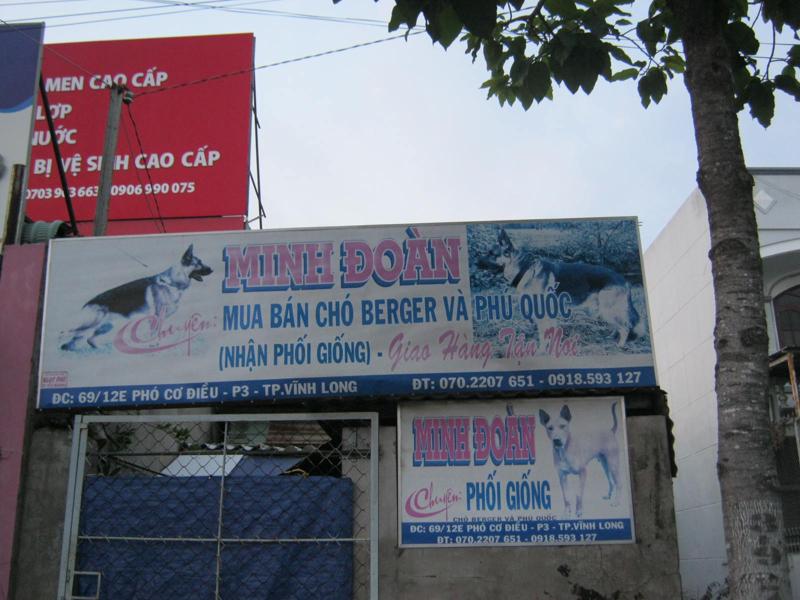 MEN CAO CẤP
LỢP
NƯỚC
BỊ VỆ SINH CAO CẤP
0703 903 663 0906 990 075
MINH ĐOÀN
Chuyên: MUA BÁN CHÓ BERGER VÀ PHÚ QUỐC
(NHẬN PHỐI GIỐNG) - Giao Hàng Tận Nơi
ĐC: 69/12E PHÓ CƠ ĐIỀU - P3 - TP.VĨNH LONG ĐT: 070.2207 651 - 0918.593 127
MINH ĐOÀN
Chuyên: PHỐI GIỐNG
CHÓ BERGER VÀ PHÚ QUỐC
ĐC: 69/12E PHÓ CƠ ĐIỀU - P3 - TP.VĨNH LONG
ĐT: 070.2207 651 - 0918.593 127